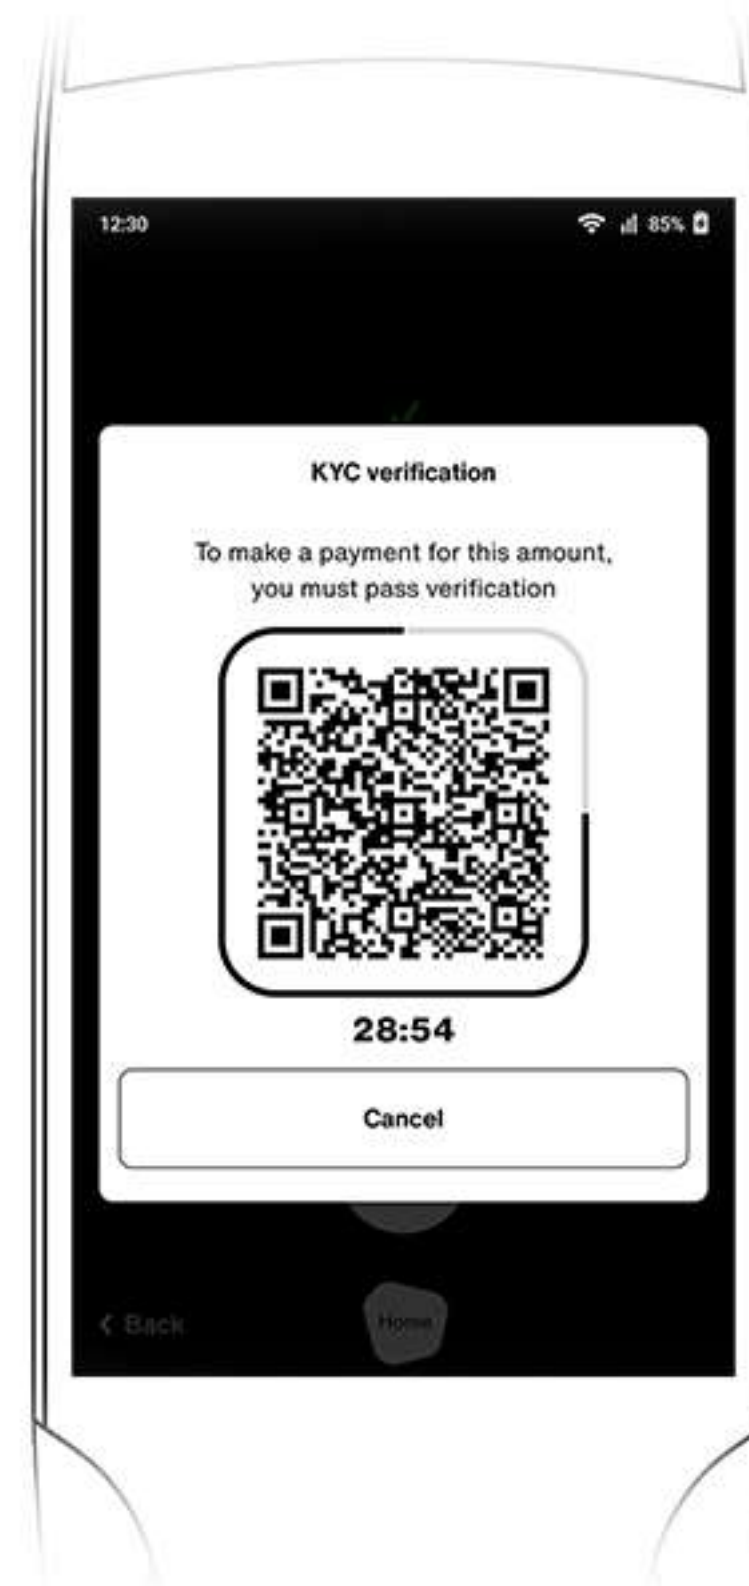 12:30
85%
KYC verification
To make a payment for this amount,
you must pass verification
28:54
Cancel
Back
Home